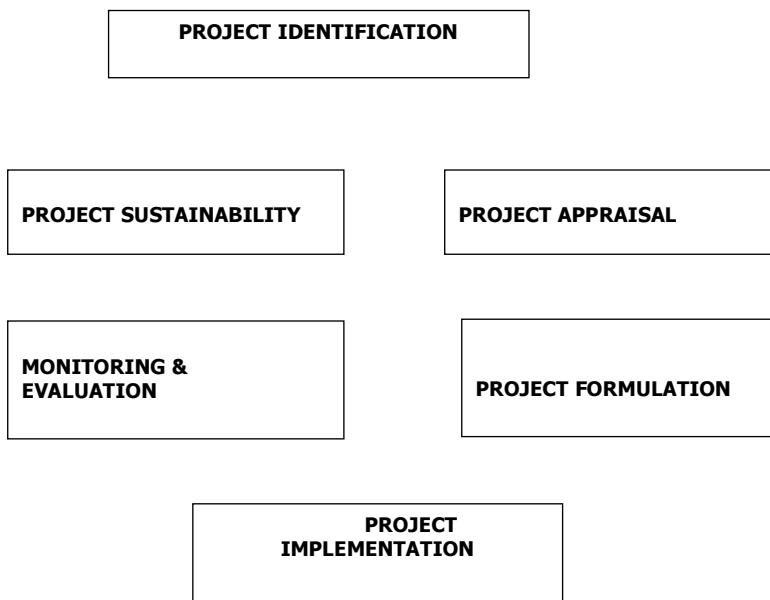 PROJECT IDENTIFICATION
PROJECT SUSTAINABILITY
PROJECT APPRAISAL
MONITORING &
EVALUATION
PROJECT FORMULATION
PROJECT
IMPLEMENTATION